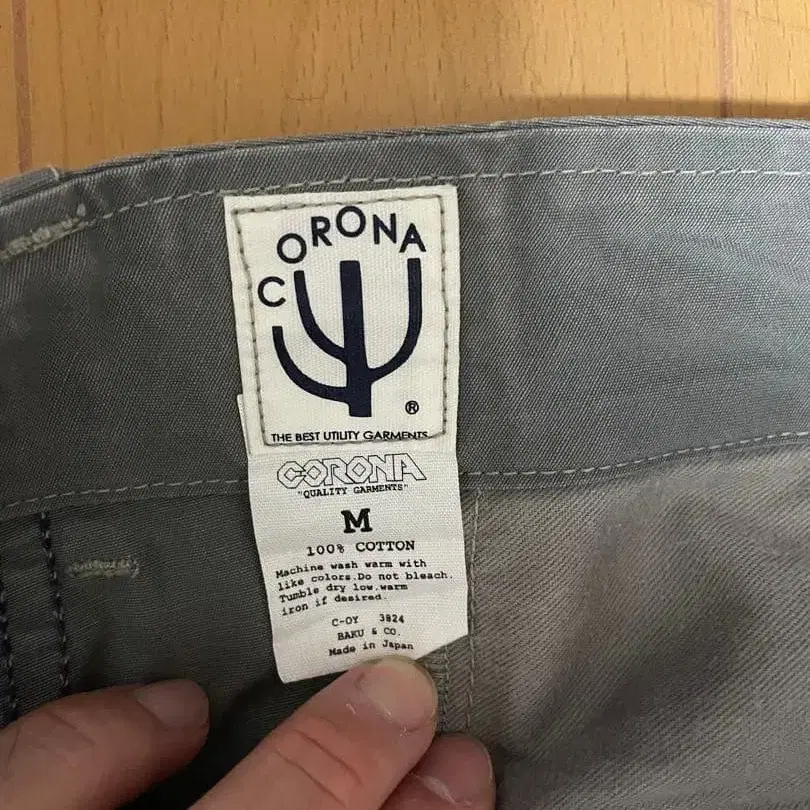 CORONA
®
THE BEST UTILITY GARMENTS
CORONA
"QUALITY GARMENTS"
M
100% COTTON
Machine wash warm with
like colors.Do not bleach.
Tumble dry low.warm
iron if desired.
C-OY 3824
BAKU & CO.
Made in Japan